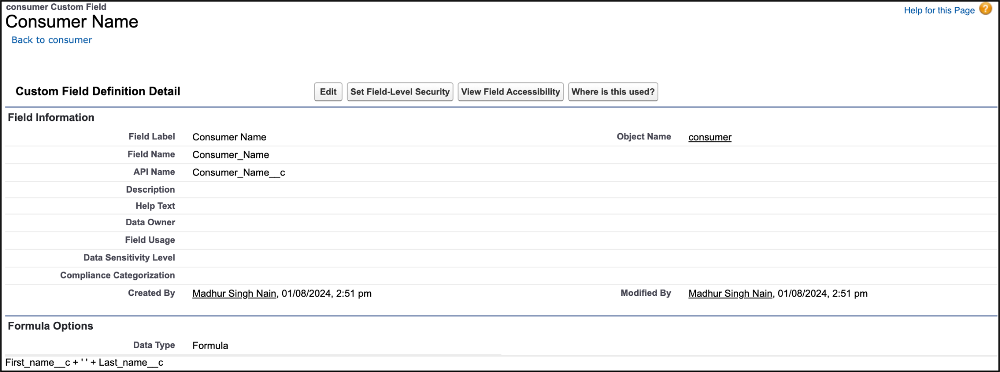 consumer Custom Field
Consumer Name
Help for this Page ?
Back to consumer
Custom Field Definition Detail
Edit
Set Field-Level Security
View Field Accessibility
Where is this used?
Field Information
Field Label Consumer Name Object Name consumer
Field Name Consumer_Name
API Name Consumer_Name__c
Description
Help Text
Data Owner
Field Usage
Data Sensitivity Level
Compliance Categorization
Created By Madhur Singh Nain, 01/08/2024, 2:51 pm Modified By Madhur Singh Nain, 01/08/2024, 2:51 pm
Formula Options
Data Type Formula
First_name__c + ' ' + Last_name__c